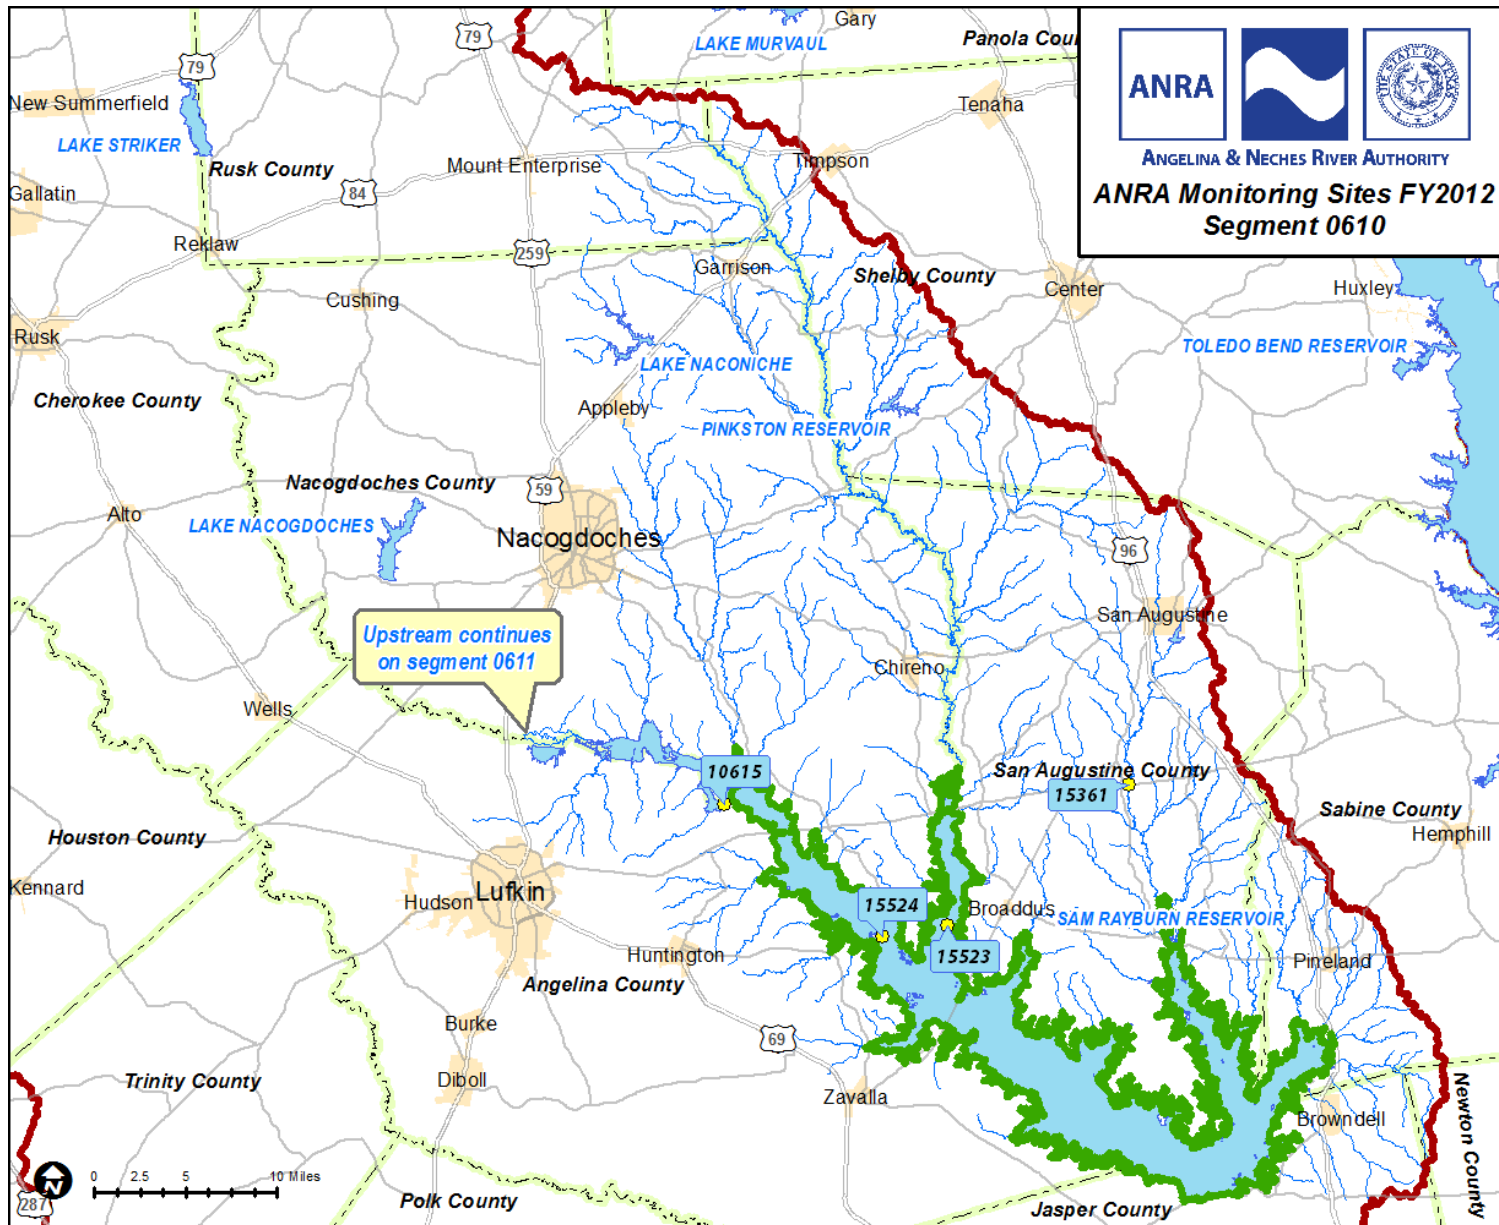 79
Gary
LAKE MURVAUL
Panola Cou
79
New Summerfield
LAKE STRIKER
Rusk County
Mount Enterprise
Tenaha
Timpson
84
Gallatin
Reklaw
259
Garrison
Shelby County
Center
Huxley
Cushing
Rusk
LAKE NACONICHE
TOLEDO BEND RESERVOIR
Cherokee County
Appleby
PINKSTON RESERVOIR
Nacogdoches County
59
Alto
LAKE NACOGDOCHES
Nacogdoches
96
San Augustine
Upstream continues
on segment 0611
Chireno
Wells
10615
San Augustine County
15361
Sabine County
Hemphill
Houston County
Kennard
Hudson
Lufkin
15524
Broaddus
SAM RAYBURN RESERVOIR
15523
Huntington
Pineland
Angelina County
Burke
69
Diboll
Zavalla
Trinity County
Browndell
Newton County
N
0 2.5 5 10 Miles
287
Polk County
Jasper County
ANRA
THE STATE OF TEXAS
ANGELINA & NECHES RIVER AUTHORITY
ANRA Monitoring Sites FY2012
Segment 0610